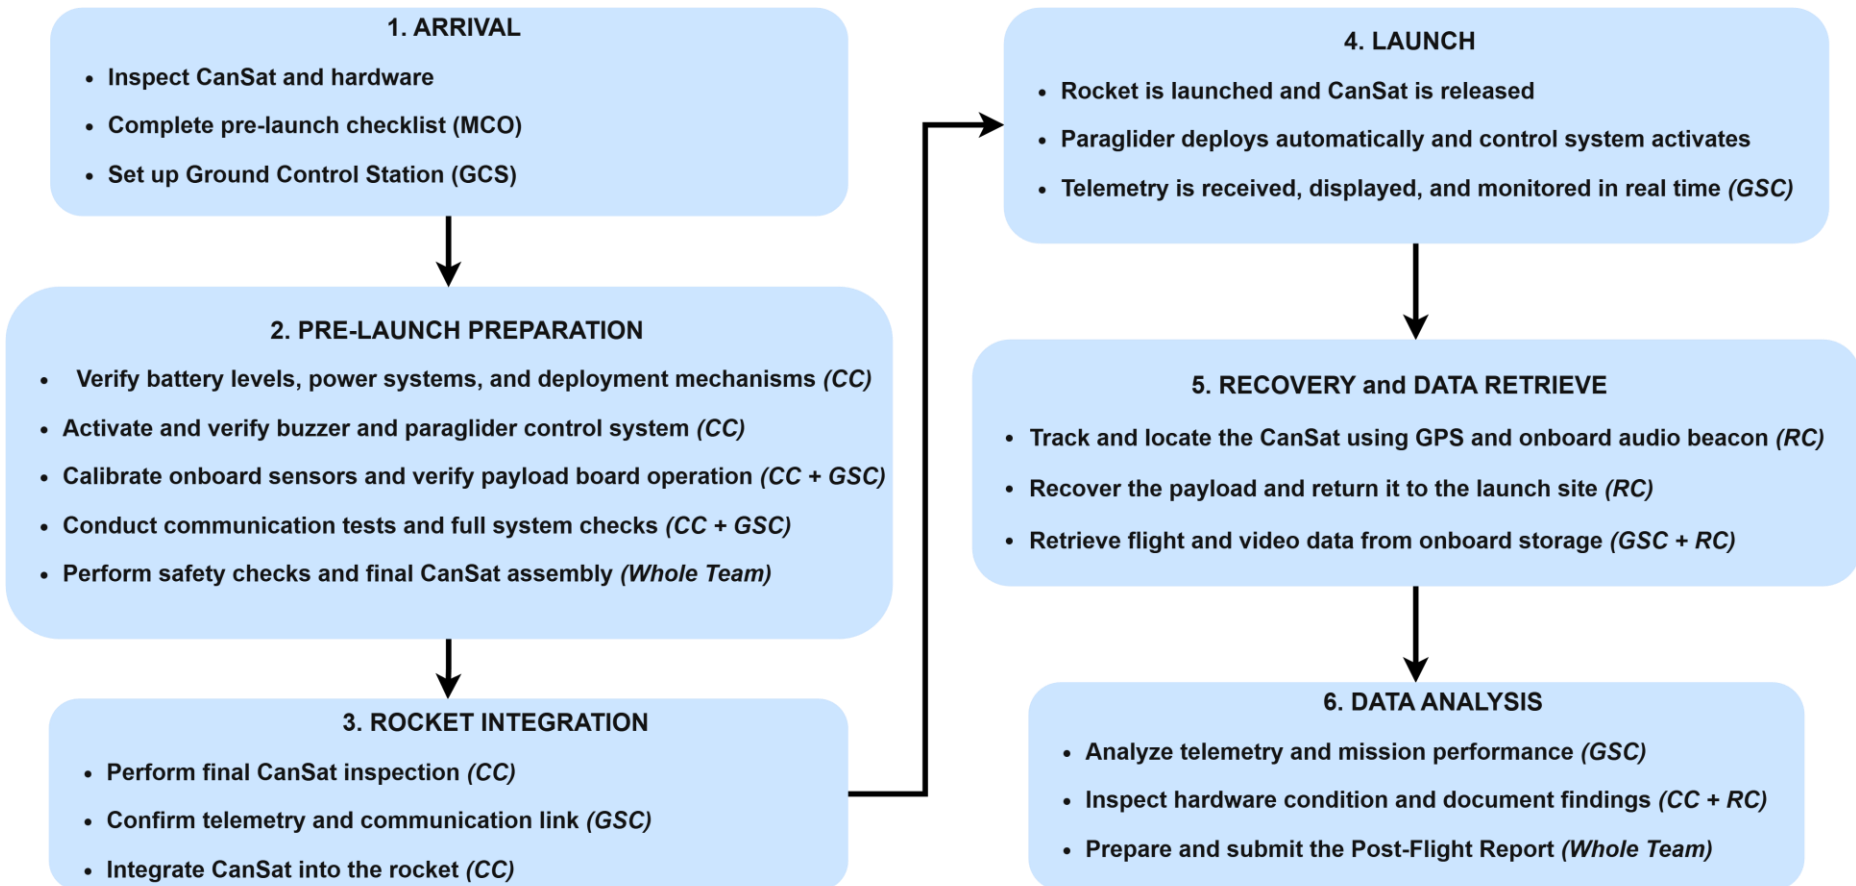 1. ARRIVAL
• Inspect CanSat and hardware
• Complete pre-launch checklist (MCO)
• Set up Ground Control Station (GCS)
2. PRE-LAUNCH PREPARATION
• Verify battery levels, power systems, and deployment mechanisms (CC)
• Activate and verify buzzer and paraglider control system (CC)
• Calibrate onboard sensors and verify payload board operation (CC + GSC)
• Conduct communication tests and full system checks (CC + GSC)
• Perform safety checks and final CanSat assembly (Whole Team)
3. ROCKET INTEGRATION
• Perform final CanSat inspection (CC)
• Confirm telemetry and communication link (GSC)
• Integrate CanSat into the rocket (CC)
4. LAUNCH
• Rocket is launched and CanSat is released
• Paraglider deploys automatically and control system activates
• Telemetry is received, displayed, and monitored in real time (GSC)
5. RECOVERY and DATA RETRIEVE
• Track and locate the CanSat using GPS and onboard audio beacon (RC)
• Recover the payload and return it to the launch site (RC)
• Retrieve flight and video data from onboard storage (GSC + RC)
6. DATA ANALYSIS
• Analyze telemetry and mission performance (GSC)
• Inspect hardware condition and document findings (CC + RC)
• Prepare and submit the Post-Flight Report (Whole Team)